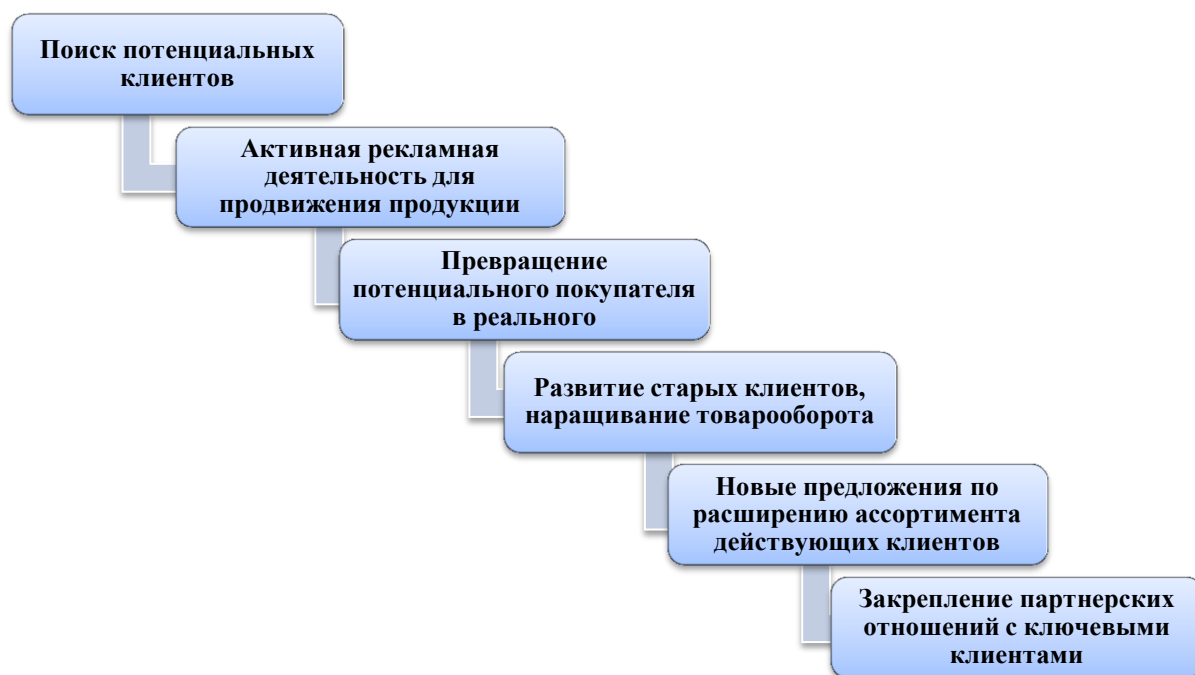 Поиск потенциальных
клиентов
Активная рекламная
деятельность для
продвижения продукции
Превращение
потенциального покупателя
в реального
Развитие старых клиентов,
наращивание товарооборота
Новые предложения по
расширению ассортимента
действующих клиентов
Закрепление партнерских
отношений с ключевыми
клиентами